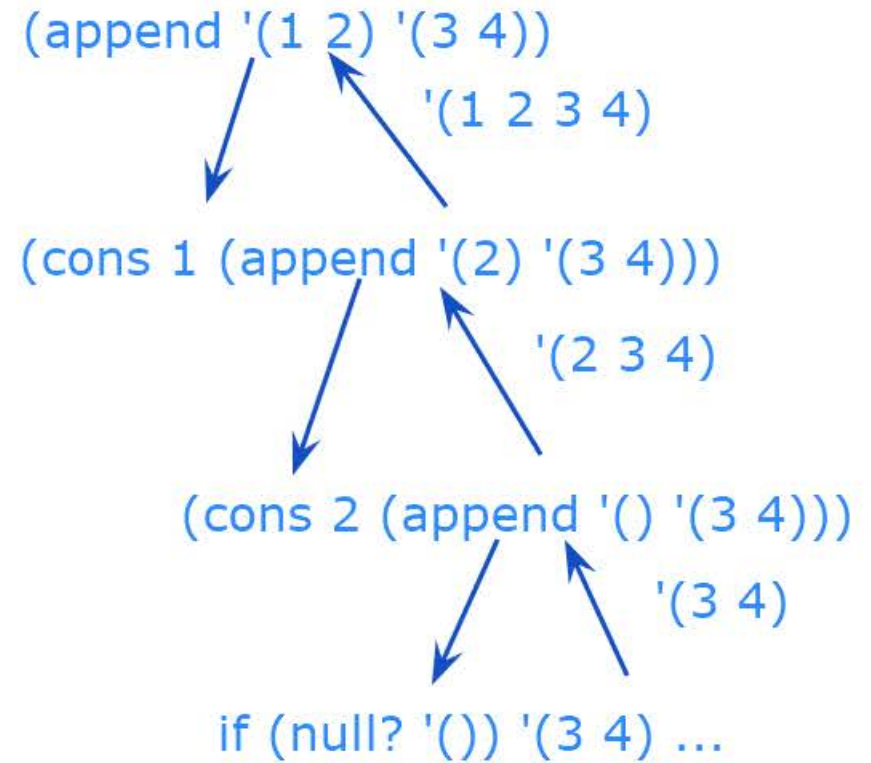 (append '(1 2) '(3 4))
'(1 2 3 4)
(cons 1 (append '(2) '(3 4)))
'(2 3 4)
(cons 2 (append '() '(3 4)))
'(3 4)
if (null? '()) '(3 4) ...